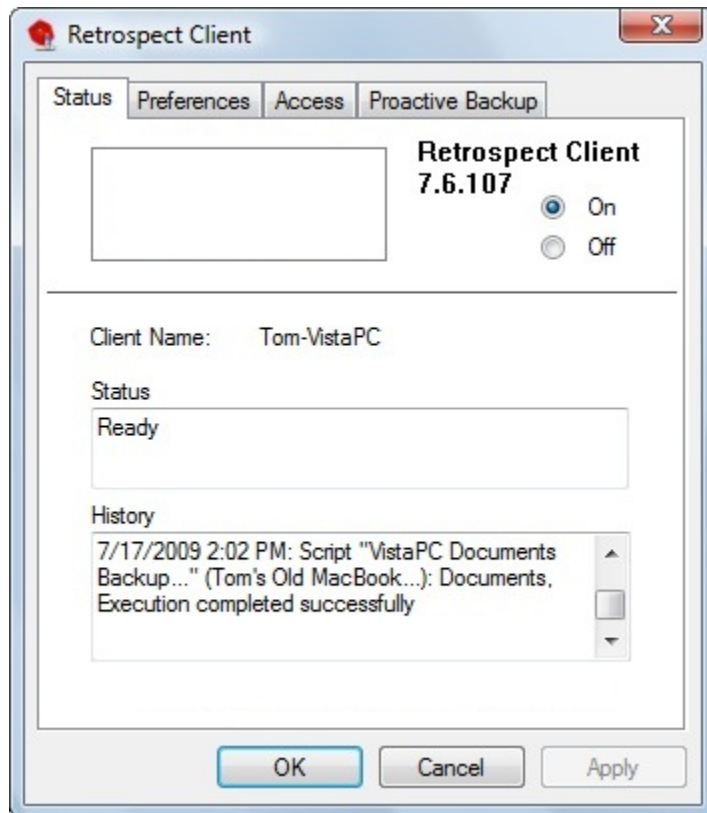 Retrospect Client
Status Preferences Access Proactive Backup
Retrospect Client
7.6.107
On
Off
Client Name: Tom-VistaPC
Status
Ready
History
7/17/2009 2:02 PM: Script "VistaPC Documents
Backup..." (Tom's Old MacBook...): Documents,
Execution completed successfully
OK Cancel Apply